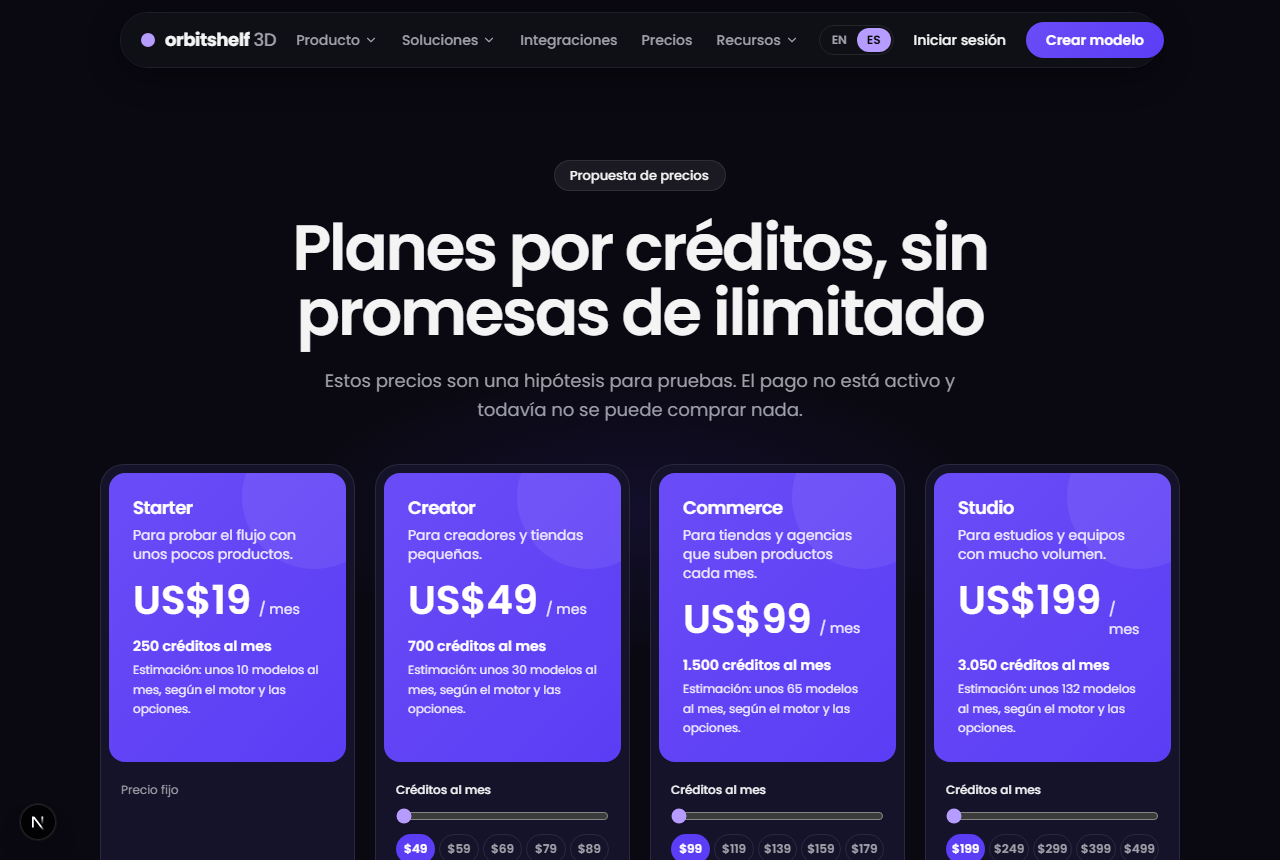 orbitshelf 3D
Producto
Soluciones
Integraciones
Precios
Recursos
EN
ES
Iniciar sesión
Crear modelo
Propuesta de precios
Planes por créditos, sin
promesas de ilimitado
Estos precios son una hipótesis para pruebas. El pago no está activo y
todavía no se puede comprar nada.
Starter
Para probar el flujo con
unos pocos productos.
US$19 / mes
250 créditos al mes
Estimación: unos 10 modelos al
mes, según el motor y las
opciones.
Precio fijo
Creator
Para creadores y tiendas
pequeñas.
US$49 / mes
700 créditos al mes
Estimación: unos 30 modelos al
mes, según el motor y las
opciones.
Créditos al mes
$49 $59 $69 $79 $89
Commerce
Para tiendas y agencias
que suben productos
cada mes.
US$99 / mes
1.500 créditos al mes
Estimación: unos 65 modelos
al mes, según el motor y las
opciones.
Créditos al mes
$99 $119 $139 $159 $179
Studio
Para estudios y equipos
con mucho volumen.
US$199 /
mes
3.050 créditos al mes
Estimación: unos 132 modelos
al mes, según el motor y las
opciones.
Créditos al mes
$199 $249 $299 $399 $499
N